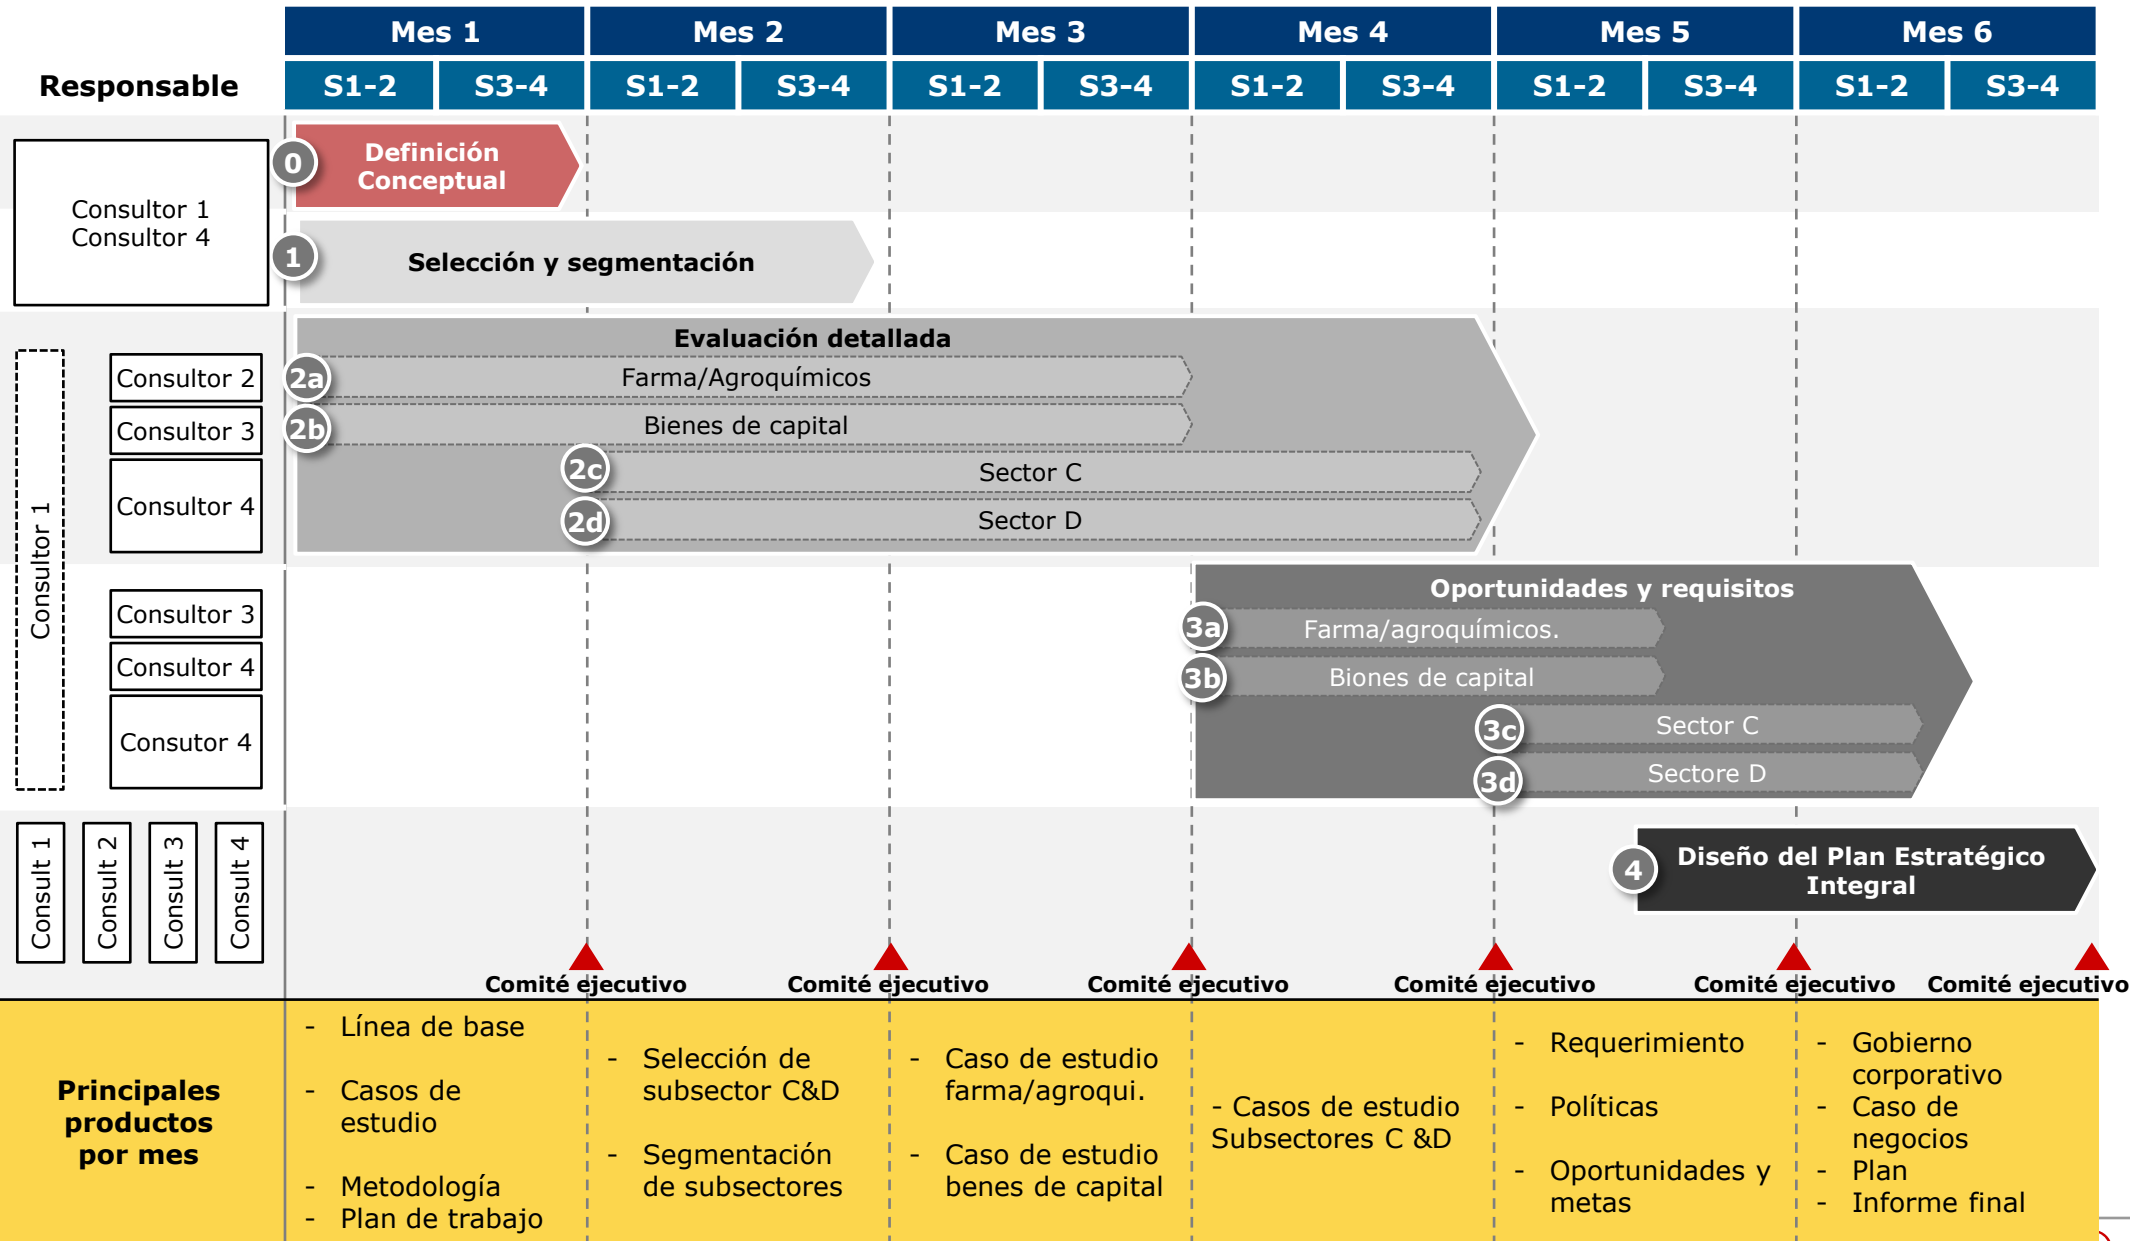 Mes 1
Mes 2
Mes 3
Mes 4
Mes 5
Mes 6
Responsable
S1-2
S3-4
S1-2
S3-4
S1-2
S3-4
S1-2
S3-4
S1-2
S3-4
S1-2
S3-4
Consultor 1
Consultor 4
0
Definición
Conceptual
1
Selección y segmentación
Consultor 1
Evaluación detallada
Consultor 2
2a
Farma/Agroquímicos
Consultor 3
2b
Bienes de capital
Consultor 4
2c
Sector C
2d
Sector D
Oportunidades y requisitos
Consultor 3
3a
Farma/agroquímicos.
Consultor 4
3b
Biones de capital
Consutor 4
3c
Sector C
3d
Sectore D
Consult 1
Consult 2
Consult 3
Consult 4
4
Diseño del Plan Estratégico
Integral
Comité ejecutivo
Comité ejecutivo
Comité ejecutivo
Comité ejecutivo
Comité ejecutivo
Comité ejecutivo
Principales
productos
por mes
- Línea de base
- Casos de
estudio
- Metodología
- Plan de trabajo
- Selección de
subsector C&D
- Segmentación
de subsectores
- Caso de estudio
farma/agroqui.
- Caso de estudio
benes de capital
- Casos de estudio
Subsectores C &D
- Requerimiento
- Políticas
- Oportunidades y
metas
- Gobierno
corporativo
- Caso de
negocios
- Plan
- Informe final